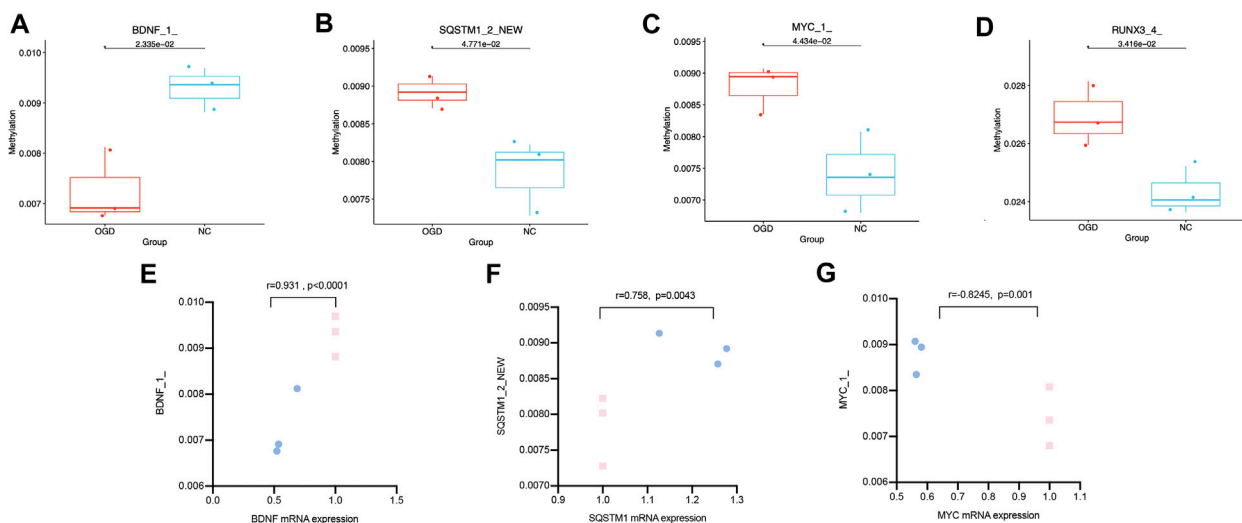 A
BDNF_1_
2.335e-02
Methylation
0.010
0.009
0.008
0.007
OGD
NC
Group
B
SQSTM1_2_NEW
4.771e-02
Methylation
0.0095
0.0090
0.0085
0.0080
0.0075
OGD
NC
Group
C
MYC_1_
4.434e-02
Methylation
0.0095
0.0090
0.0085
0.0080
0.0075
0.0070
OGD
NC
Group
D
RUNX3_4_
3.416e-02
Methylation
0.028
0.026
0.024
OGD
NC
Group
E
r=0.931, p<0.0001
BDNF_1_
0.010
0.009
0.008
0.007
0.006
0.0
0.5
1.0
1.5
BDNF mRNA expression
F
r=0.758, p=0.0043
SQSTM1_2_NEW
0.0095
0.0090
0.0085
0.0080
0.0075
0.0070
0.9
1.0
1.1
1.2
1.3
SQSTM1 mRNA expression
G
r=-0.8245, p=0.001
MYC_1_
0.010
0.009
0.008
0.007
0.006
0.5
0.6
0.7
0.8
0.9
1.0
1.1
MYC mRNA expression